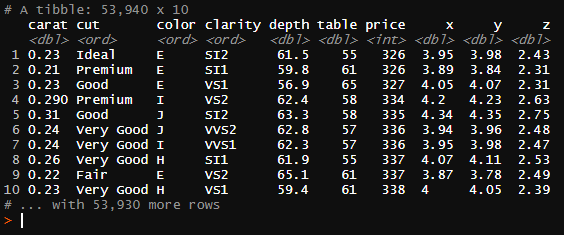 # A tibble: 53,940 x 10
carat cut color clarity depth table price x y z
<dbl> <ord> <ord> <ord> <dbl> <dbl> <int> <dbl> <dbl> <dbl>
1 0.23 Ideal E SI2 61.5 55 326 3.95 3.98 2.43
2 0.21 Premium E SI1 59.8 61 326 3.89 3.84 2.31
3 0.23 Good E VS1 56.9 65 327 4.05 4.07 2.31
4 0.290 Premium I VS2 62.4 58 334 4.2 4.23 2.63
5 0.31 Good J SI2 63.3 58 335 4.34 4.35 2.75
6 0.24 Very Good J VVS2 62.8 57 336 3.94 3.96 2.48
7 0.24 Very Good I VVS1 62.3 57 336 3.95 3.98 2.47
8 0.26 Very Good H SI1 61.9 55 337 4.07 4.11 2.53
9 0.22 Fair E VS2 65.1 61 337 3.87 3.78 2.49
10 0.23 Very Good H VS1 59.4 61 338 4 4.05 2.39
# ... with 53,930 more rows
>